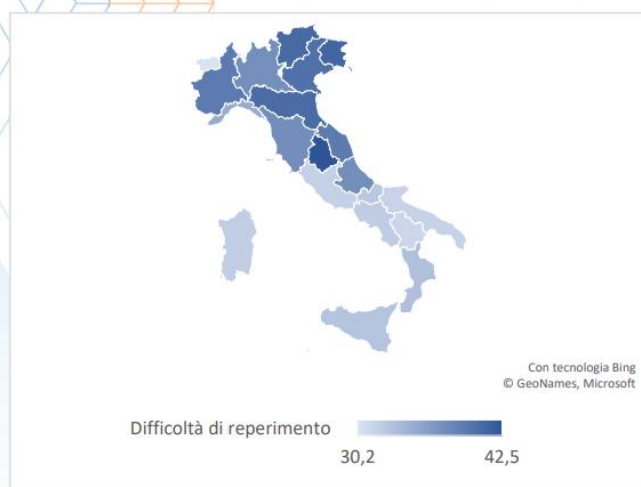 Con tecnologia Bing
© GeoNames, Microsoft
Difficoltà di reperimento
30,2
42,5